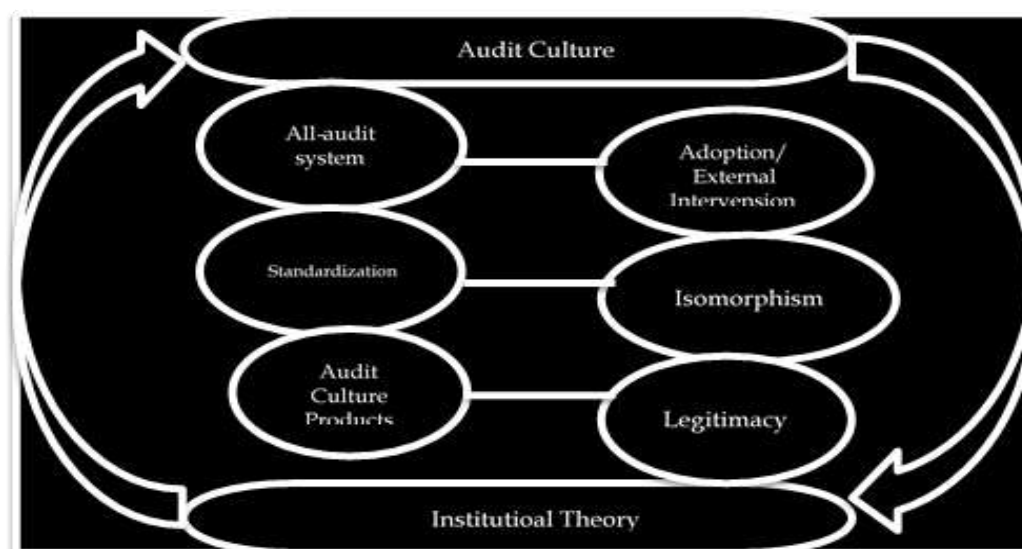 Audit Culture
All-audit
system
Adoption/
External
Intervension
Standardization
Isomorphism
Audit
Culture
Products
Legitimacy
Institutioal Theory